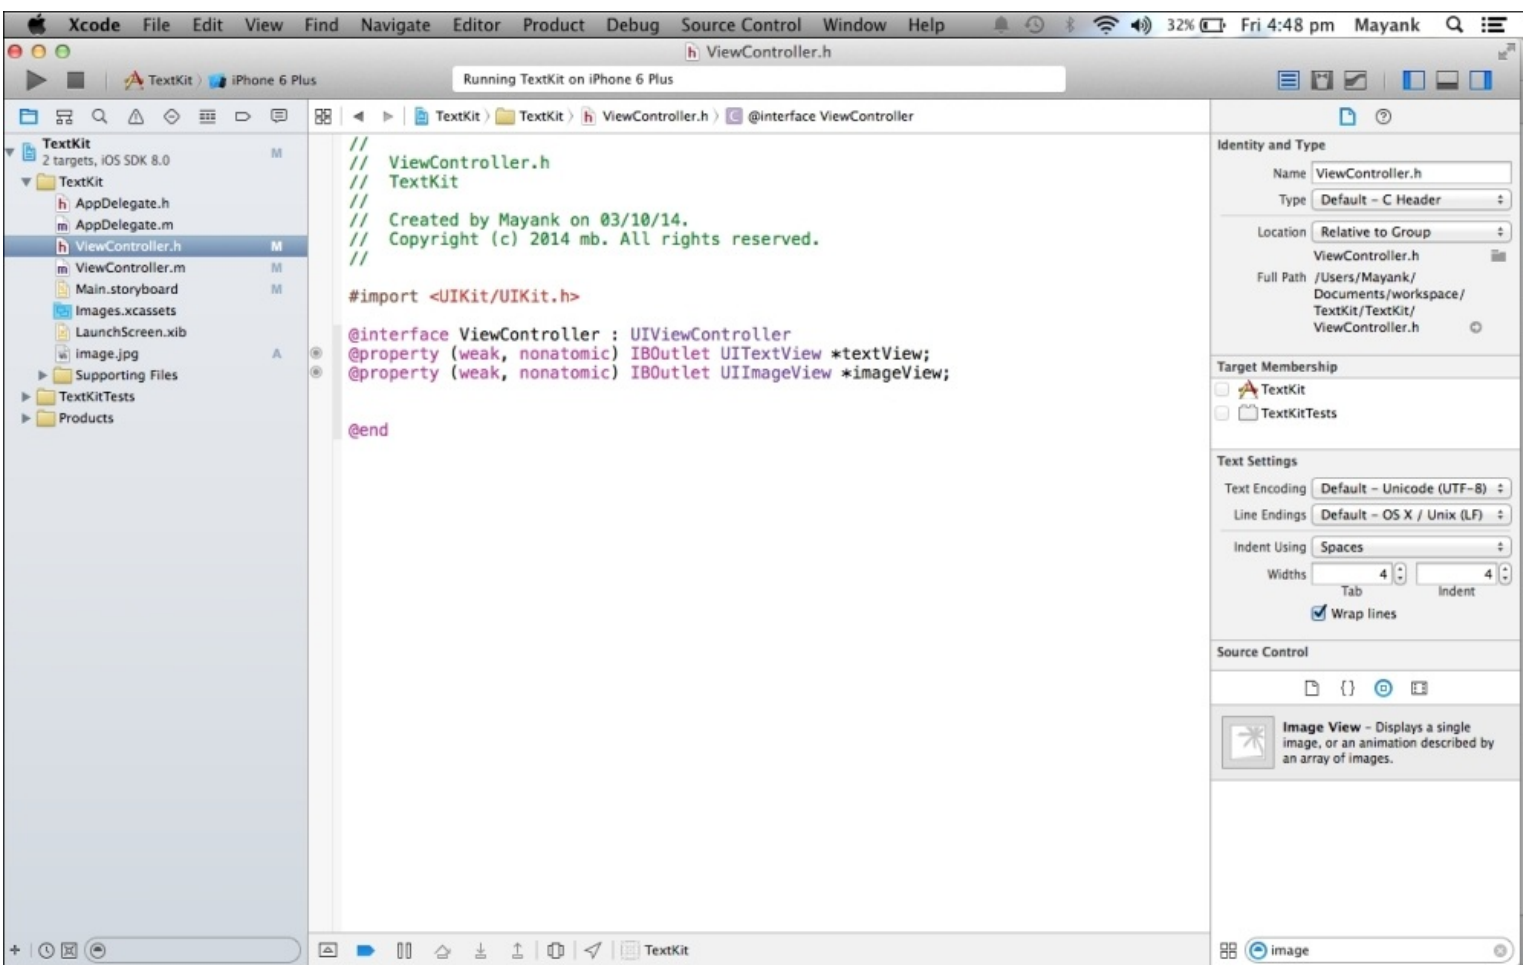 Xcode File Edit View Find Navigate Editor Product Debug Source Control Window Help 32% Fri 4:48 pm Mayank
h ViewController.h
TextKit 〉 iPhone 6 Plus
Running TextKit on iPhone 6 Plus
TextKit 〉 TextKit 〉 h ViewController.h 〉 C @interface ViewController
TextKit
2 targets, iOS SDK 8.0 M
TextKit
h AppDelegate.h
m AppDelegate.m
h ViewController.h M
m ViewController.m M
Main.storyboard M
Images.xcassets
LaunchScreen.xib
image.jpg A
Supporting Files
TextKitTests
Products
//
// ViewController.h
// TextKit
//
// Created by Mayank on 03/10/14.
// Copyright (c) 2014 mb. All rights reserved.
//
#import <UIKit/UIKit.h>
@interface ViewController : UIViewController
@property (weak, nonatomic) IBOutlet UITextView *textView;
@property (weak, nonatomic) IBOutlet UIImageView *imageView;
@end
TextKit
Identity and Type
Name ViewController.h
Type Default - C Header
Location Relative to Group
ViewController.h
Full Path /Users/Mayank/
Documents/workspace/
TextKit/TextKit/
ViewController.h
Target Membership
TextKit
TextKitTests
Text Settings
Text Encoding Default - Unicode (UTF-8)
Line Endings Default - OS X / Unix (LF)
Indent Using Spaces
Widths 4 4
Tab Indent
Wrap lines
Source Control
{}
Image View - Displays a single
image, or an animation described by
an array of images.
image